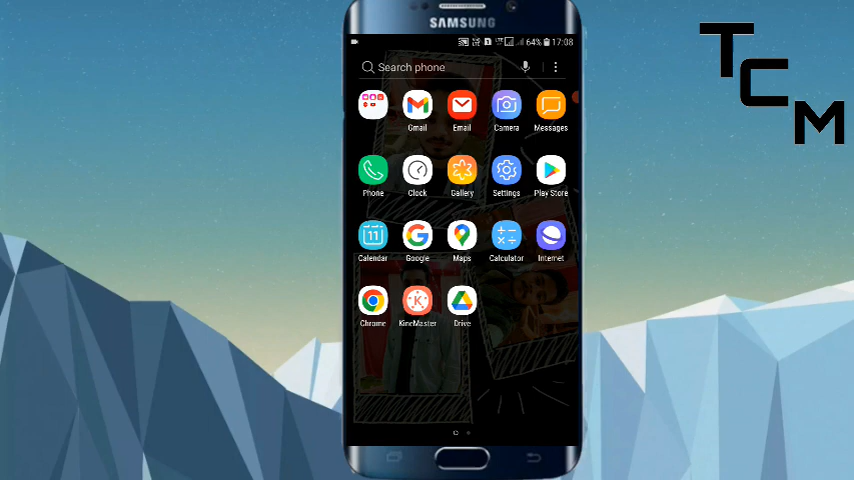 SAMSUNG
64% 17:08
Search phone
Gmail
Email
Camera
Messages
Phone
Clock
Gallery
Settings
Play Store
11
Calendar
Google
Maps
Calculator
Internet
Chrome
K
KineMaster
Drive
TCM